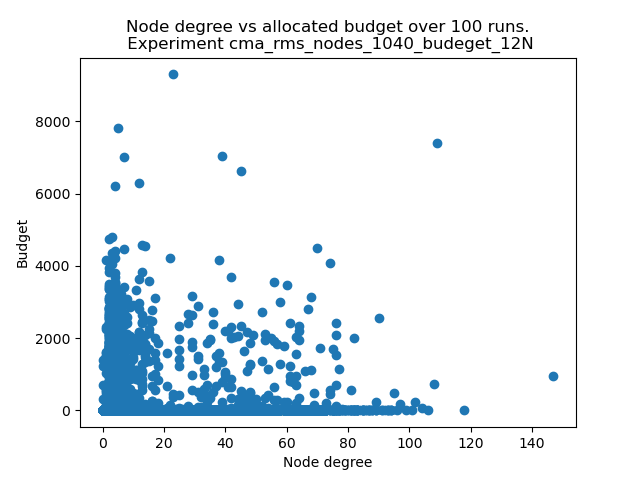 Node degree vs allocated budget over 100 runs.
Experiment cma_rms_nodes_1040_budeget_12N
8000
6000
4000
2000
0
Budget
0 20 40 60 80 100 120 140
Node degree